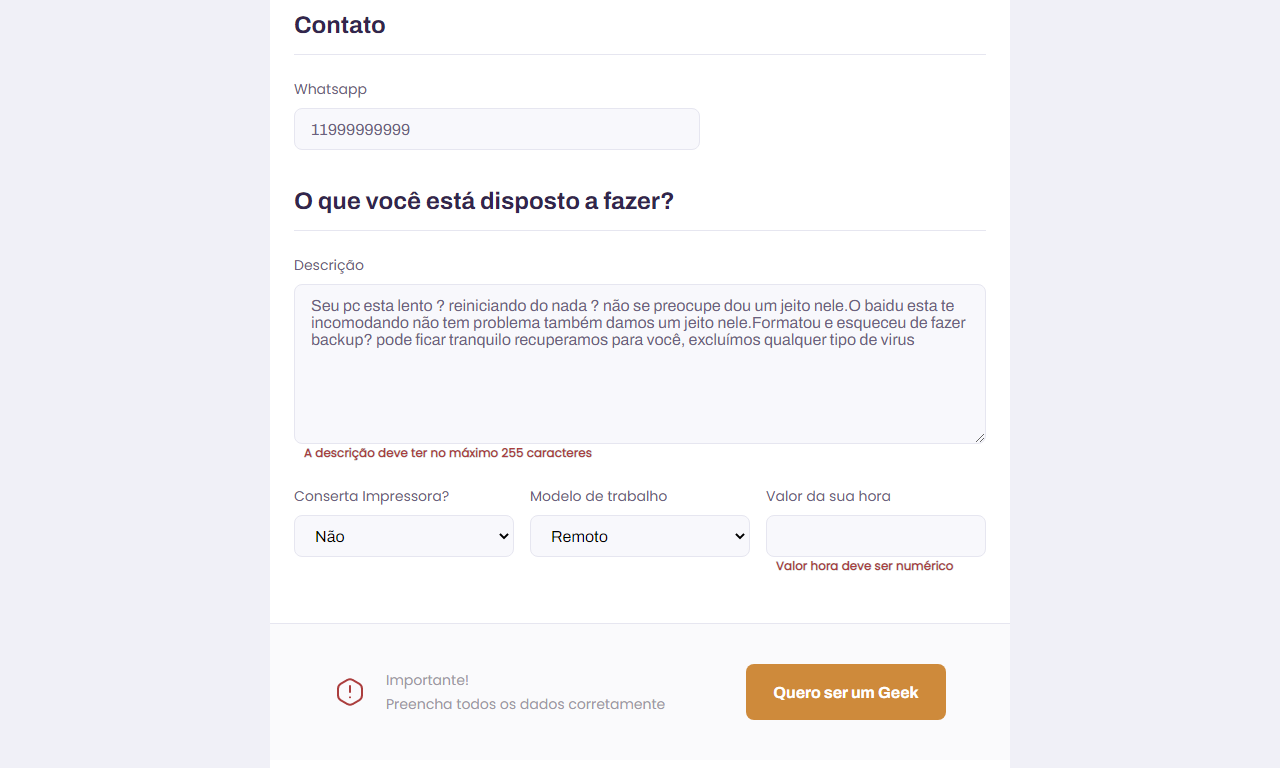 Contato
Whatsapp
11999999999
O que você está disposto a fazer?
Descrição
Seu pc esta lento ? reiniciando do nada ? não se preocupe dou um jeito nele.O baidu esta te
incomodando não tem problema também damos um jeito nele.Formatou e esqueceu de fazer
backup? pode ficar tranquilo recuperamos para você, excluímos qualquer tipo de virus
A descrição deve ter no máximo 255 caracteres
Conserta Impressora? Modelo de trabalho Valor da sua hora
Não Remoto
Valor hora deve ser numérico
Importante!
Preencha todos os dados corretamente
Quero ser um Geek